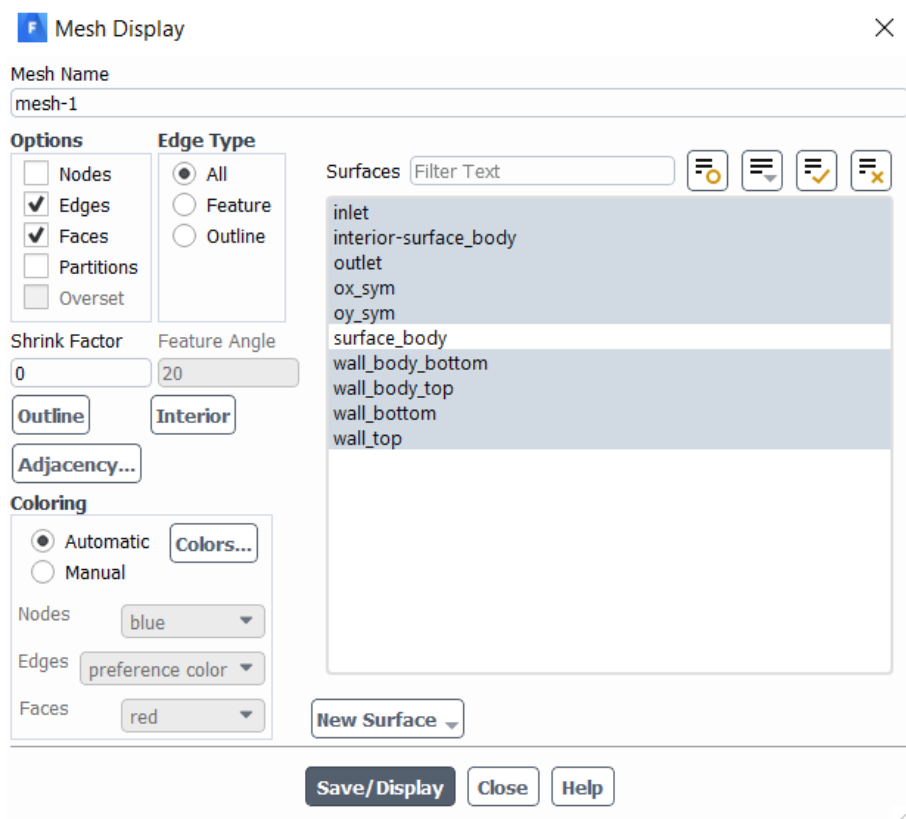 F Mesh Display
Mesh Name
mesh-1
Options
Nodes
Edges
Faces
Partitions
Overset
Edge Type
All
Feature
Outline
Shrink Factor
0
Feature Angle
20
Outline
Interior
Adjacency...
Coloring
Automatic
Manual
Colors...
Nodes blue
Edges preference color
Faces red
Surfaces Filter Text
inlet
interior-surface_body
outlet
ox_sym
oy_sym
surface_body
wall_body_bottom
wall_body_top
wall_bottom
wall_top
New Surface
Save/Display Close Help